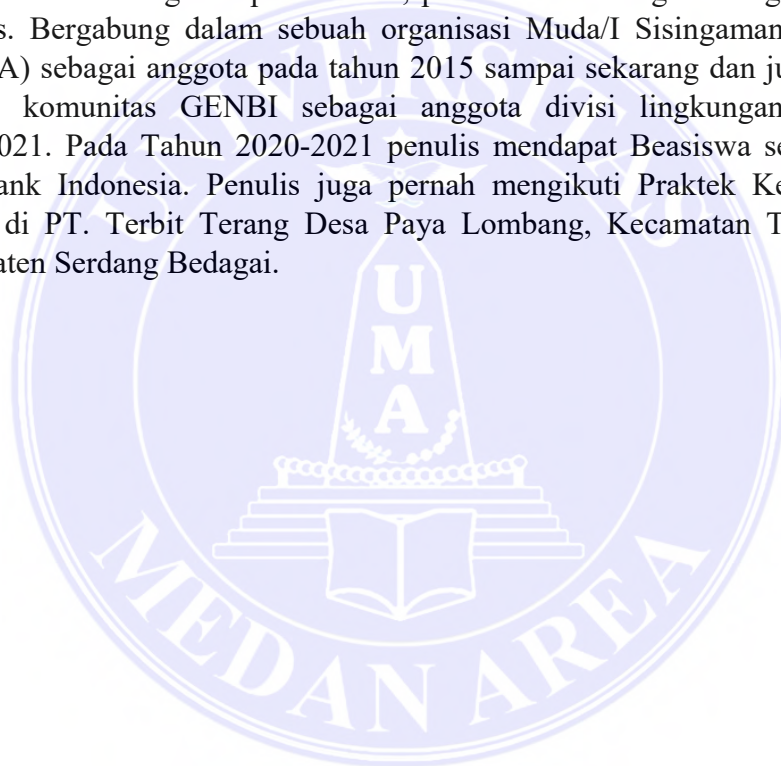 s. Bergabung dalam sebuah organisasi Muda/I Sisingaman
A) sebagai anggota pada tahun 2015 sampai sekarang dan ju
komunitas GENBI sebagai anggota divisi lingkungan
021. Pada Tahun 2020-2021 penulis mendapat Beasiswa se
ank Indonesia. Penulis juga pernah mengikuti Praktek Ke
di PT. Terbit Terang Desa Paya Lombang, Kecamatan T
aten Serdang Bedagai.
UNIVERSITAS
UMA
MEDAN AREA